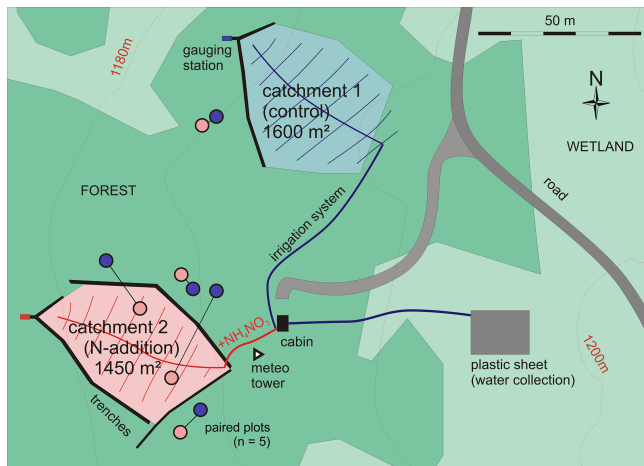 1180m
gauging
station
catchment 1
(control)
1600 m²
50 m
N
WETLAND
FOREST
road
irrigation system
catchment 2
(N-addition)
1450 m²
+NH₄NO₃
cabin
meteo
tower
plastic sheet
(water collection)
1200m
trenches
paired plots
(n = 5)